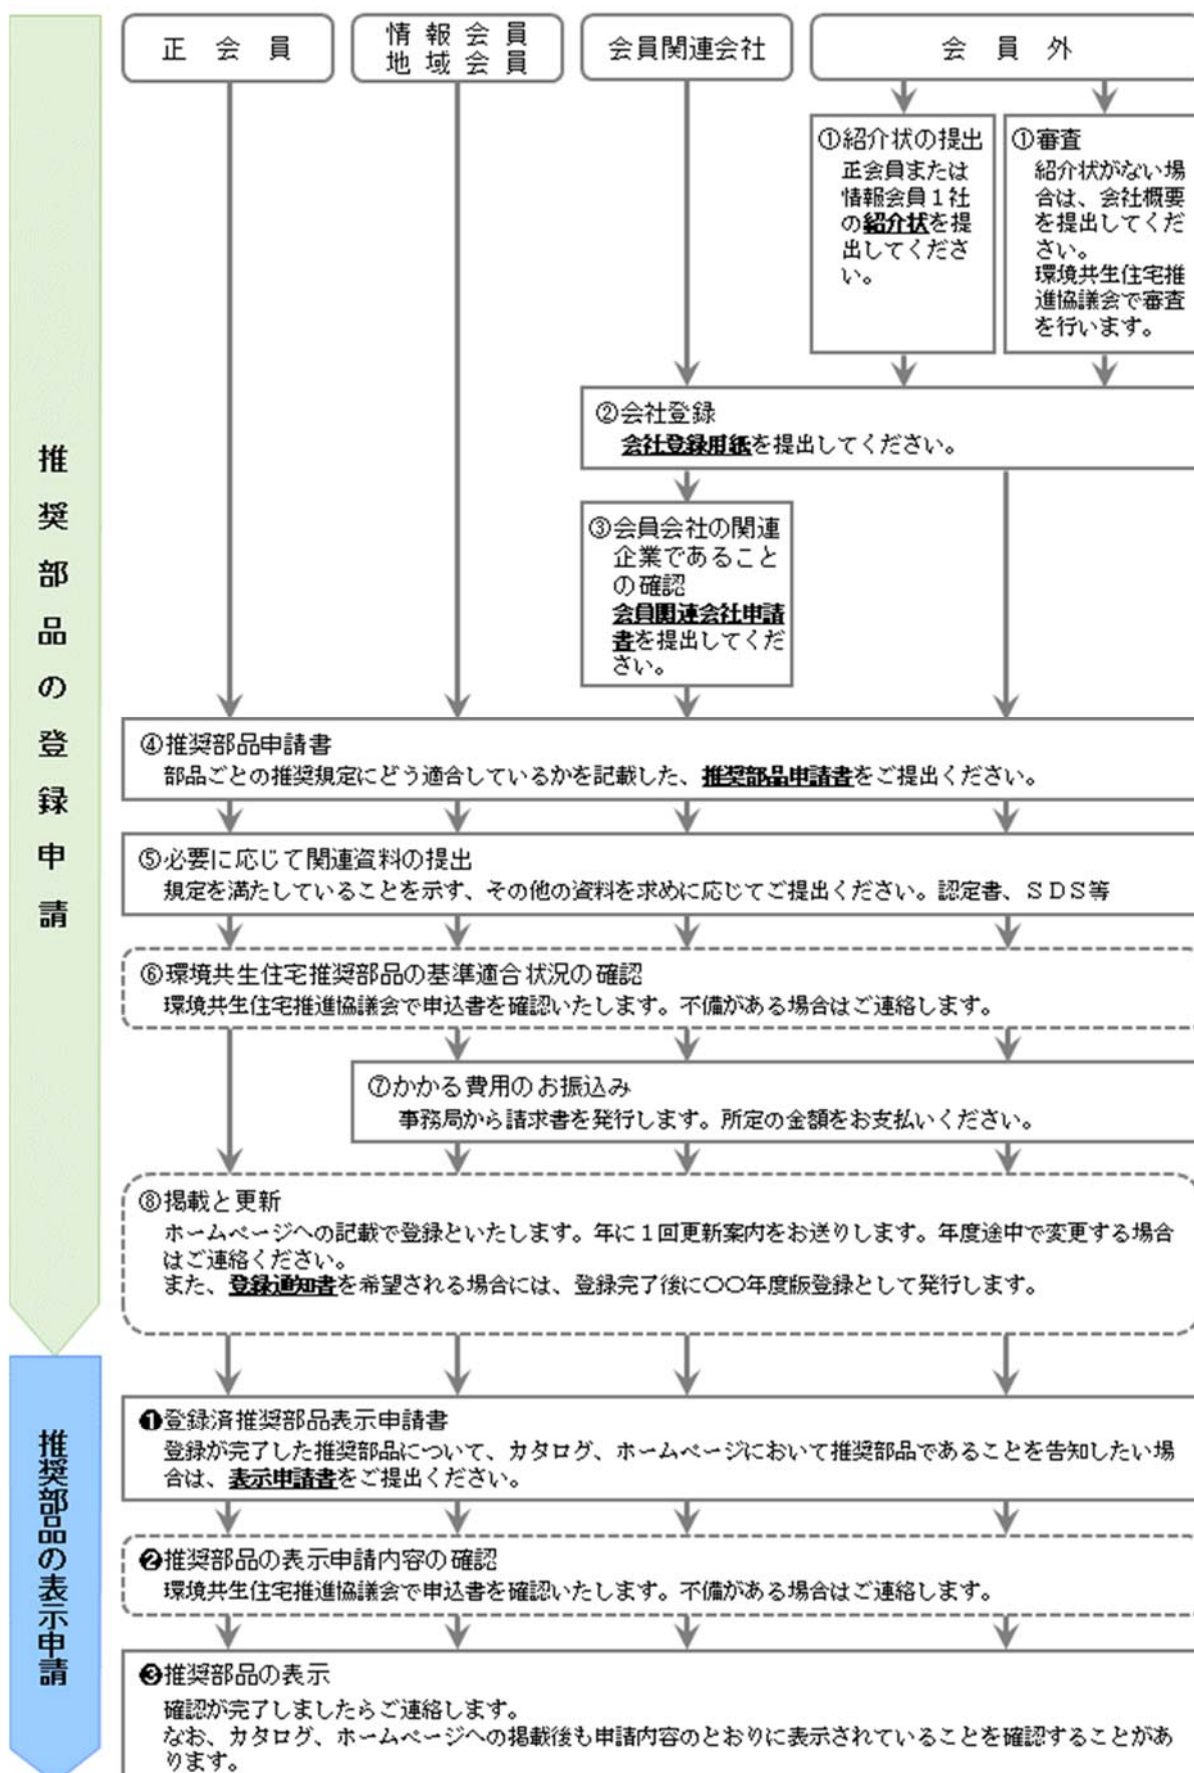 正会員
情報会員
地域会員
会員関連会社
会員外
①紹介状の提出
正会員または
情報会員１社
の紹介状を提
出してくださ
い。
①審査
紹介状がない場
合は、会社概要
を提出してくだ
さい。
環境共生住宅推
進協議会で審査
を行います。
②会社登録
会社登録用紙を提出してください。
③会員会社の関連
企業であること
の確認
会員関連会社申請
書を提出してくだ
さい。
推奨部品の登録申請
④推奨部品申請書
部品ごとの推奨規定にどう適合しているかを記載した、推奨部品申請書をご提出ください。
⑤必要に応じて関連資料の提出
規定を満たしていることを示す、その他の資料を求めに応じてご提出ください。認定書、ＳＤＳ等
⑥環境共生住宅推奨部品の基準適合状況の確認
環境共生住宅推進協議会で申込書を確認いたします。不備がある場合はご連絡します。
⑦かかる費用のお振込み
事務局から請求書を発行します。所定の金額をお支払いください。
⑧掲載と更新
ホームページへの記載で登録といたします。年に１回更新案内をお送りします。年度途中で変更する場合
はご連絡ください。
また、登録通知書を希望される場合には、登録完了後に〇〇年度版登録として発行します。
推奨部品の表示申請
❶登録済推奨部品表示申請書
登録が完了した推奨部品について、カタログ、ホームページにおいて推奨部品であることを告知したい場
合は、表示申請書をご提出ください。
❷推奨部品の表示申請内容の確認
環境共生住宅推進協議会で申込書を確認いたします。不備がある場合はご連絡します。
❸推奨部品の表示
確認が完了しましたらご連絡します。
なお、カタログ、ホームページへの掲載後も申請内容のとおりに表示されていることを確認することがあ
ります。